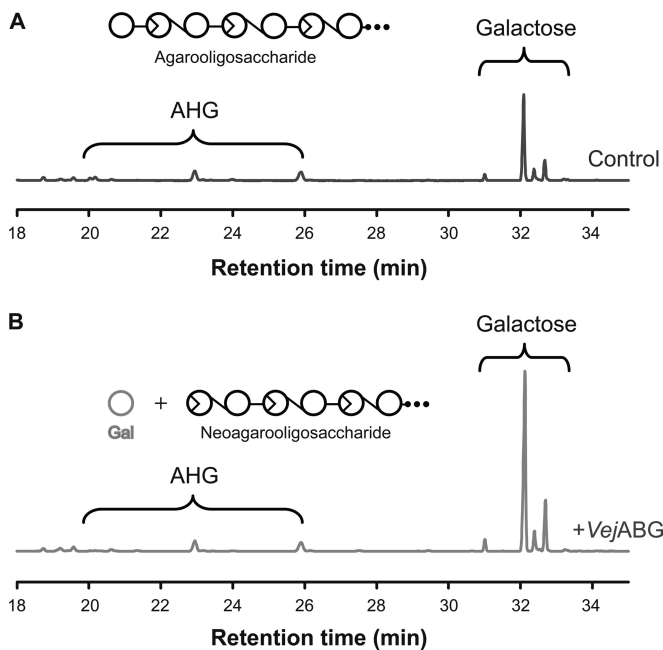 A
Agarooligosaccharide
Galactose
AHG
Control
18 20 22 24 26 28 30 32 34
Retention time (min)
B
Galactose
Gal + Neoagarooligosaccharide
AHG
+VejABG
18 20 22 24 26 28 30 32 34
Retention time (min)